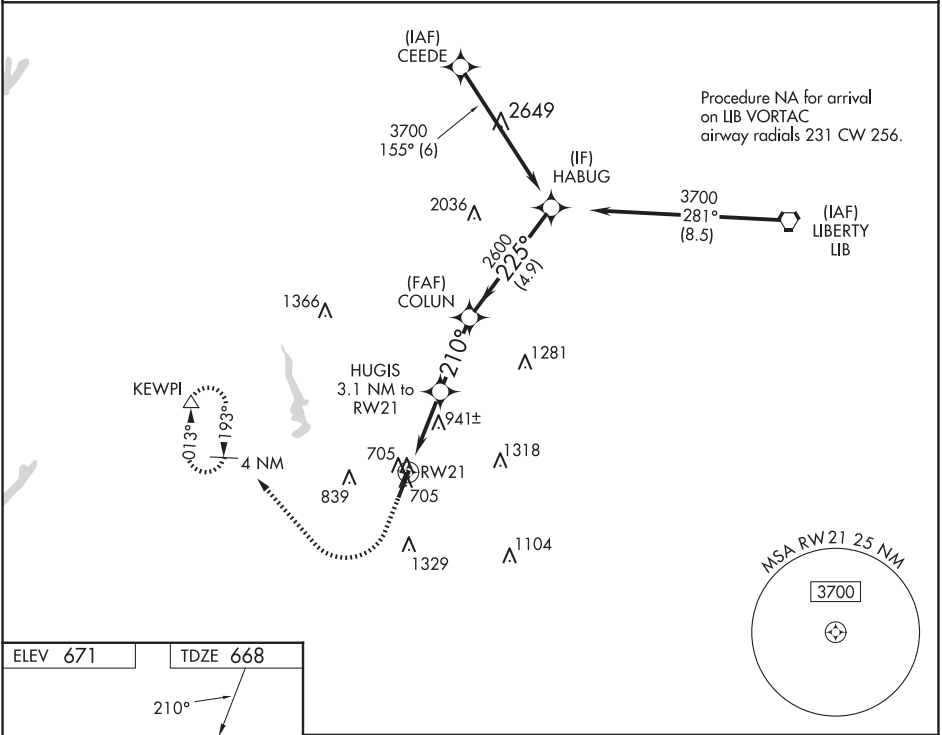 (IAF)
CEEDE
2649
3700
155° (6)
Procedure NA for arrival
on LIB VORTAC
airway radials 231 CW 256.
(IF)
HABUG
2036
3700
281°
(8.5)
(IAF)
LIBERTY
LIB
2600
225°
(4.9)
(FAF)
COLUN
1366
210°
1281
HUGIS
3.1 NM to
RW21
KEWPI
013°
193°
4 NM
941±
705
RW21
705
1318
839
1329
1104
MSA RW 21 25 NM
3700
ELEV 671
TDZE 668
210°